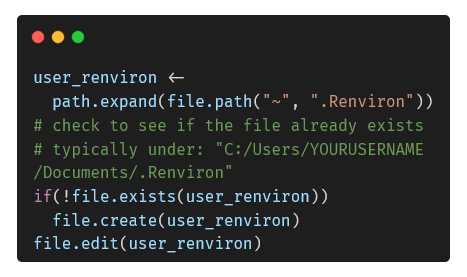 user_renviron <-
path.expand(file.path("~", ".Renviron"))
# check to see if the file already exists
# typically under: "C:/Users/YOURUSERNAME
/Documents/.Renviron"
if(!file.exists(user_renviron))
file.create(user_renviron)
file.edit(user_renviron)